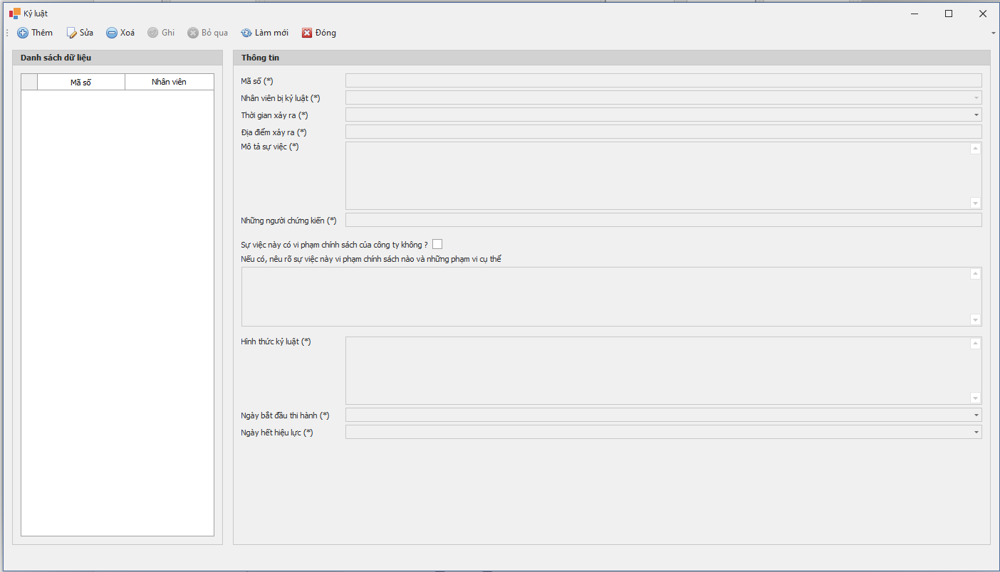 Kỷ luật
Thêm Sửa Xoá Ghi Bỏ qua Làm mới Đóng
Danh sách dữ liệu
Mã số Nhân viên
Thông tin
Mã số (*)
Nhân viên bị kỷ luật (*)
Thời gian xảy ra (*)
Địa điểm xảy ra (*)
Mô tả sự việc (*)
Những người chứng kiến (*)
Sự việc này có vi phạm chính sách của công ty không ?
Nếu có, nêu rõ sự việc này vi phạm chính sách nào và những phạm vi cụ thể
Hình thức kỷ luật (*)
Ngày bắt đầu thi hành (*)
Ngày hết hiệu lực (*)